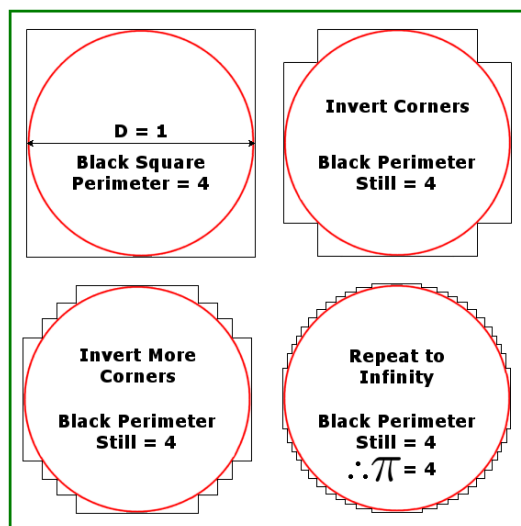 D = 1
Black Square
Perimeter = 4
Invert Corners
Black Perimeter
Still = 4
Invert More
Corners
Black Perimeter
Still = 4
Repeat to
Infinity
Black Perimeter
Still = 4
∴π = 4